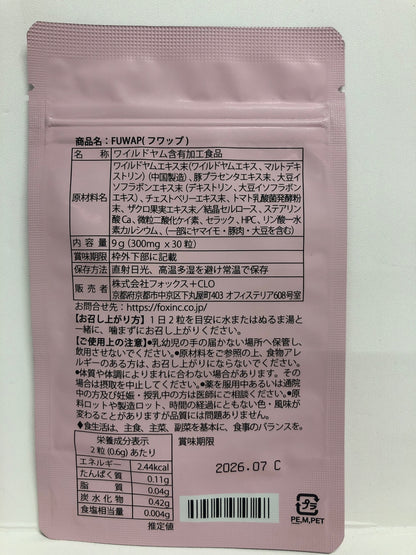 商品名：FUWAP( フワップ )
名　称 ワイルドヤム含有加工食品
原材料名 ワイルドヤムエキス末(ワイルドヤムエキス、マルトデキ
ストリン）(中国製造)、豚プラセンタエキス末、大豆イ
ソフラボンエキス末（デキストリン、大豆イソフラボン
エキス)、チェストベリーエキス末、トマト乳酸菌発酵粉
末、ザクロ果実エキス末／結晶セルロース、ステアリン
酸Ca、微粒二酸化ケイ素、セラック、HPC、リン酸一水
素カルシウム、(一部にヤマイモ・豚肉・大豆を含む)
内 容 量 9g (300mg x 30 粒)
賞味期限 枠外下部に記載
保存方法 直射日光、高温多湿を避け常温で保存
販 売 者 株式会社フォックス+CLO
京都府京都市中京区下丸屋町403 オフィステリア608号室
お問合せ先：https://foxinc.co.jp/
【お召し上がり方】１日２粒を目安に水またはぬるま湯と
一緒に、噛まずにお召し上がりください。
【ご使用上の注意】●乳幼児の手の届かない場所へ保管し、
飲用させないでください。●原材料をご参照の上、食物アレ
ルギーのある方は、お召し上がりにならないでください。
●体質や体調によりまれに合わない場合があります。その
場合は摂取を中止してください。●薬を服用中あるいは通院
中の方及び妊娠・授乳中の方は医師にご相談ください。●原
料ロットや製造ロット、時間の経過にともない色・風味が
変わることがありますが品質には問題ありません。
◆食生活は、主食、主菜、副菜を基本に、食事のバランスを。
栄養成分表示
2 粒 (0.6g) あたり
エネルギー 2.44kcal
たんぱく質 0.11g
脂　質 0.04g
炭水化物 0.42g
食塩相当量 0.004g
推定値
賞味期限
2026.07 C
プラ
PE,M,PET